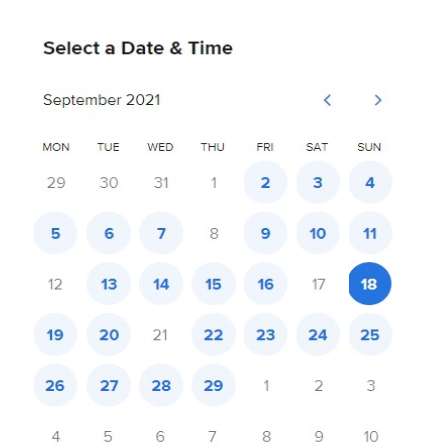 Select a Date & Time
September 2021
MON TUE WED THU FRI SAT SUN
29 30 31 1 2 3 4
5 6 7 8 9 10 11
12 13 14 15 16 17 18
19 20 21 22 23 24 25
26 27 28 29 1 2 3
4 5 6 7 8 9 10